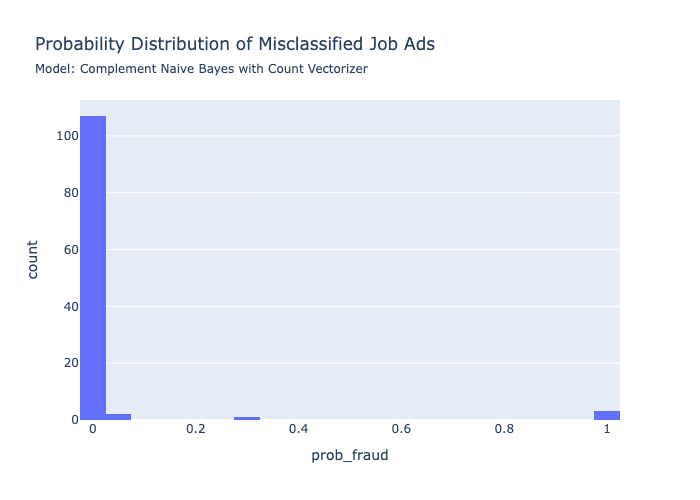 Probability Distribution of Misclassified Job Ads
Model: Complement Naive Bayes with Count Vectorizer
100
80
60
40
20
0
count
0 0.2 0.4 0.6 0.8 1
prob_fraud